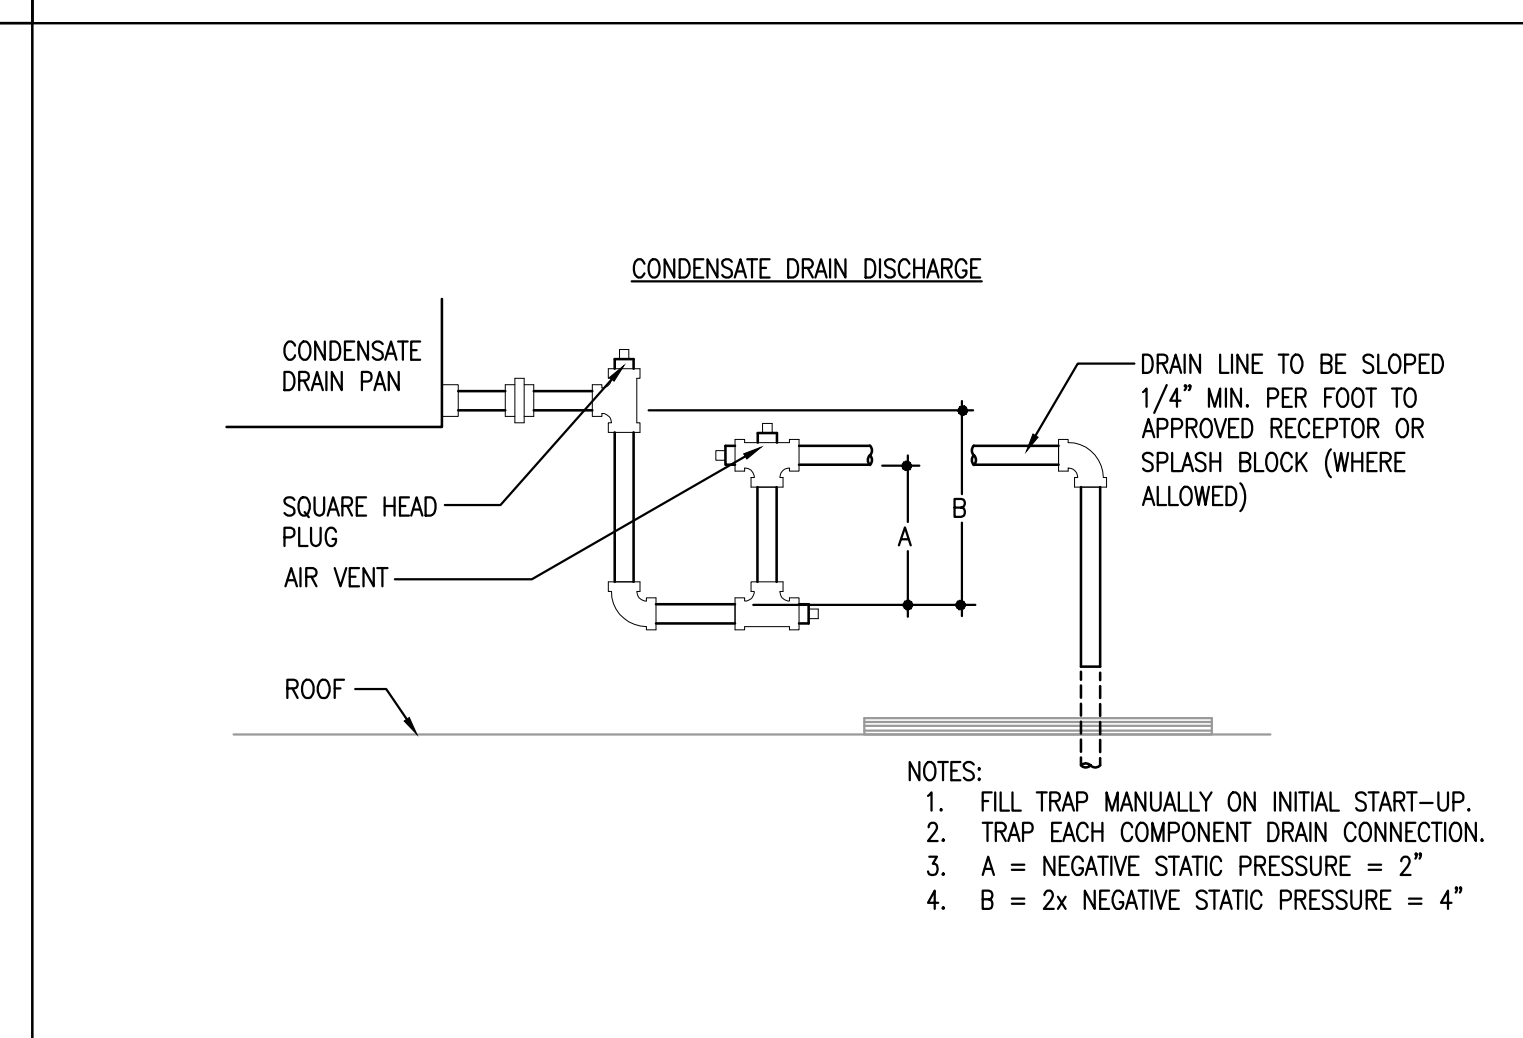 CONDENSATE DRAIN DISCHARGE
CONDENSATE
DRAIN PAN
SQUARE HEAD
PLUG
AIR VENT
ROOF
A
B
DRAIN LINE TO BE SLOPED
1/4" MIN. PER FOOT TO
APPROVED RECEPTOR OR
SPLASH BLOCK (WHERE
ALLOWED)
NOTES:
1. FILL TRAP MANUALLY ON INITIAL START-UP.
2. TRAP EACH COMPONENT DRAIN CONNECTION.
3. A = NEGATIVE STATIC PRESSURE = 2"
4. B = 2x NEGATIVE STATIC PRESSURE = 4"